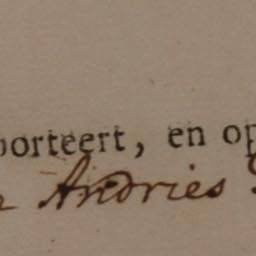 porteert, en op
Andries